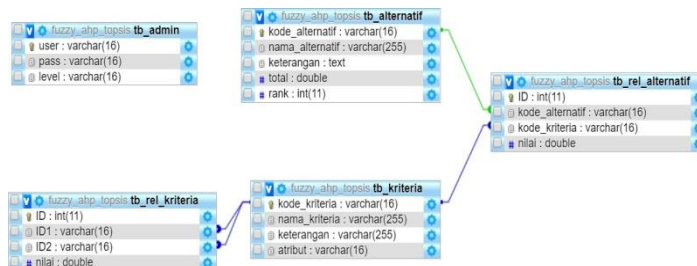 fuzzy_ahp_topsis tb_admin
user : varchar(16)
pass : varchar(16)
level : varchar(16)
fuzzy_ahp_topsis tb_alternatif
kode_alternatif : varchar(16)
nama_alternatif : varchar(255)
keterangan : text
total : double
rank : int(11)
fuzzy_ahp_topsis tb_rel_alternatif
ID : int(11)
kode_alternatif : varchar(16)
kode_kriteria : varchar(16)
nilai : double
fuzzy_ahp_topsis tb_rel_kriteria
ID : int(11)
ID1 : varchar(16)
ID2 : varchar(16)
nilai : double
fuzzy_ahp_topsis tb_kriteria
kode_kriteria : varchar(16)
nama_kriteria : varchar(255)
keterangan : varchar(255)
atribut : varchar(16)